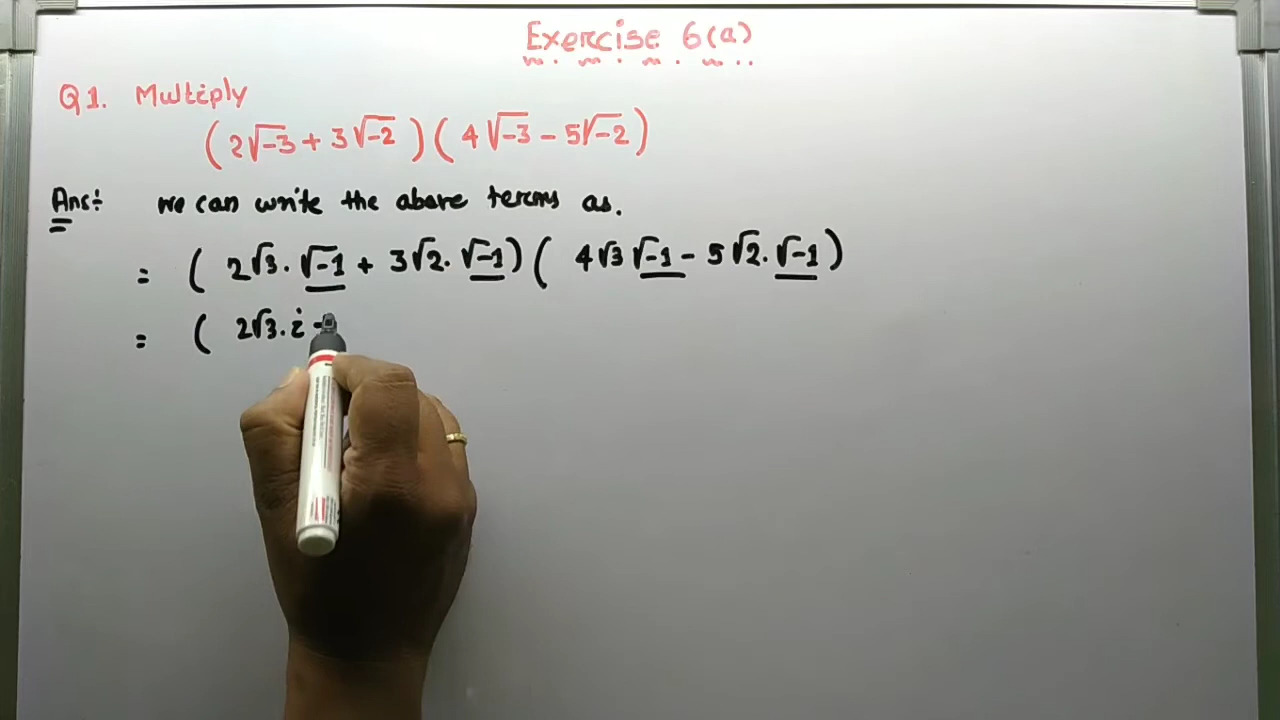 Exercise 6(a)
Q1. Multiply
(2√-3 + 3√-2)(4√-3 - 5√-2)
Ans: we can write the above terms as.
= (2√3.√-1 + 3√2.√-1)(4√3√-1 - 5√2.√-1)
= (2√3.i